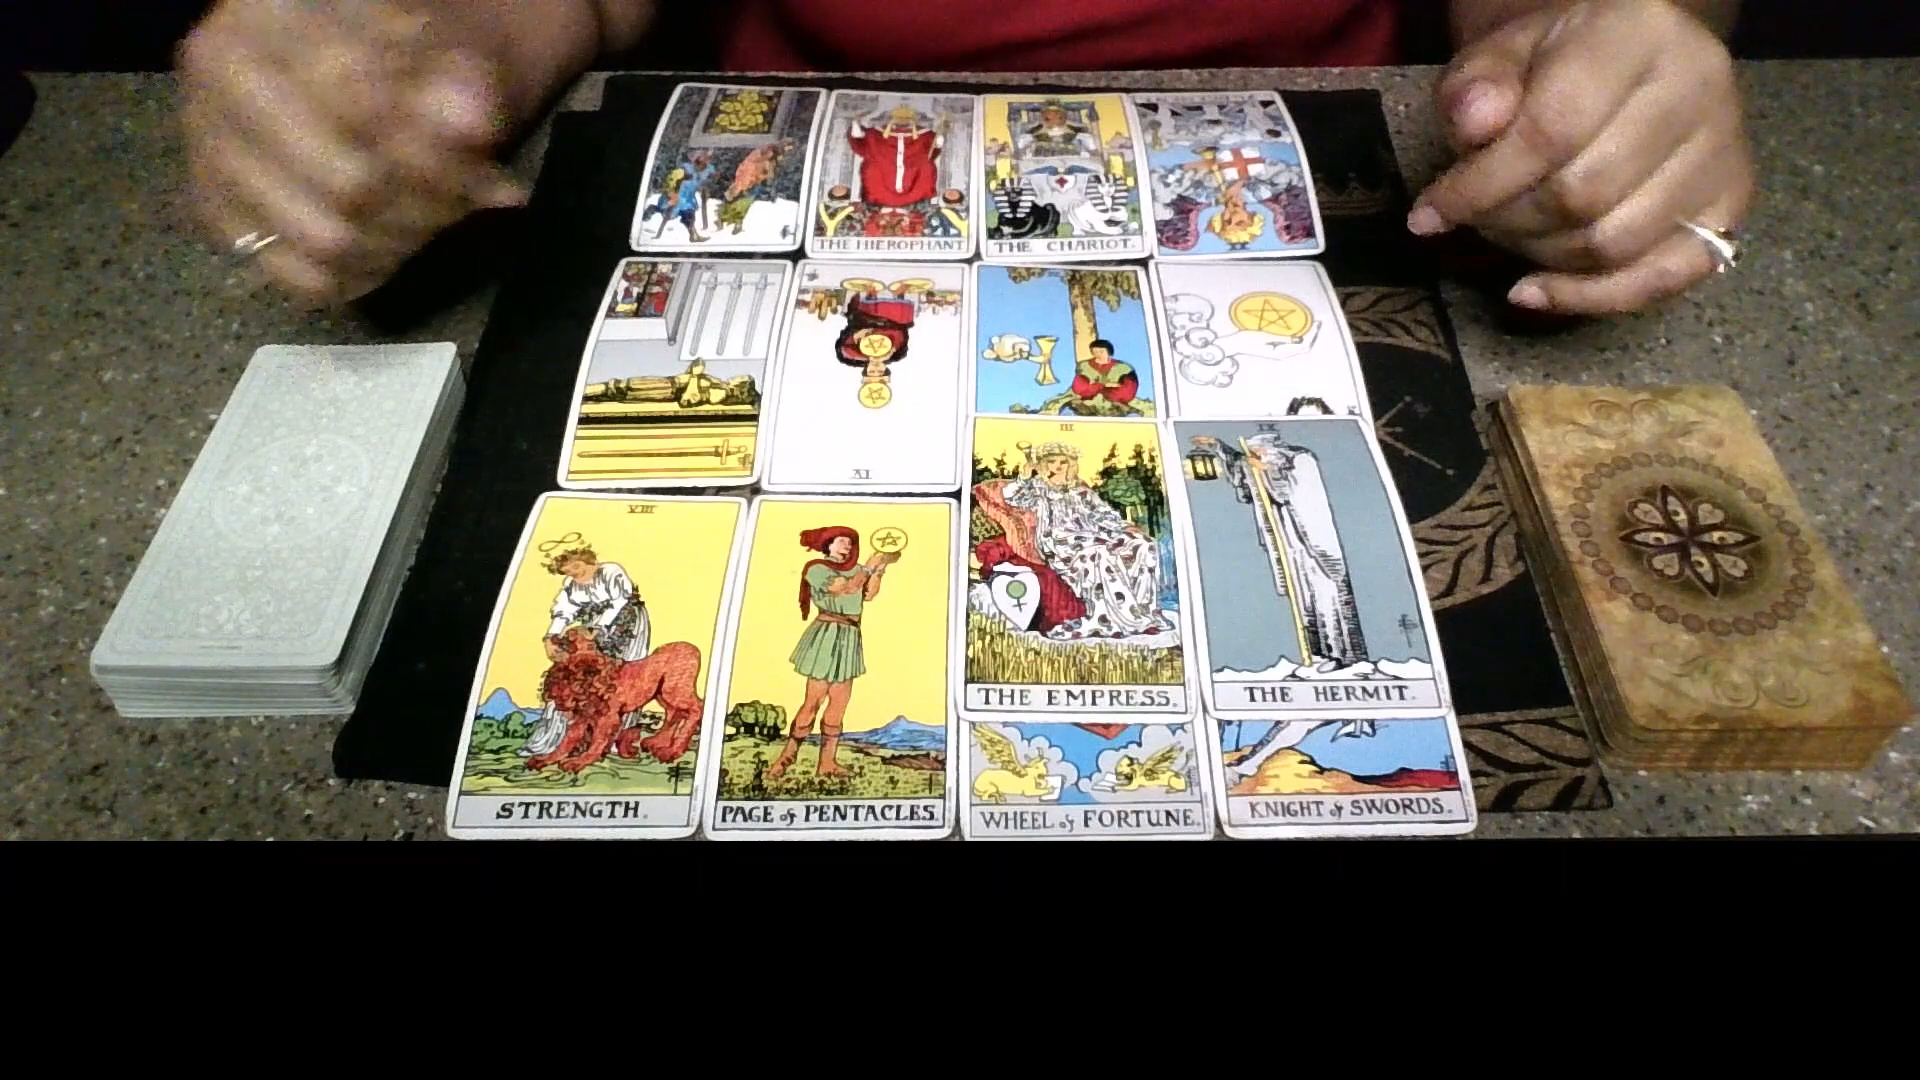 THE HIEROPHANT
THE CHARIOT.
IV
III
IX
VIII
THE EMPRESS.
THE HERMIT.
STRENGTH.
PAGE of PENTACLES.
WHEEL of FORTUNE.
KNIGHT of SWORDS.